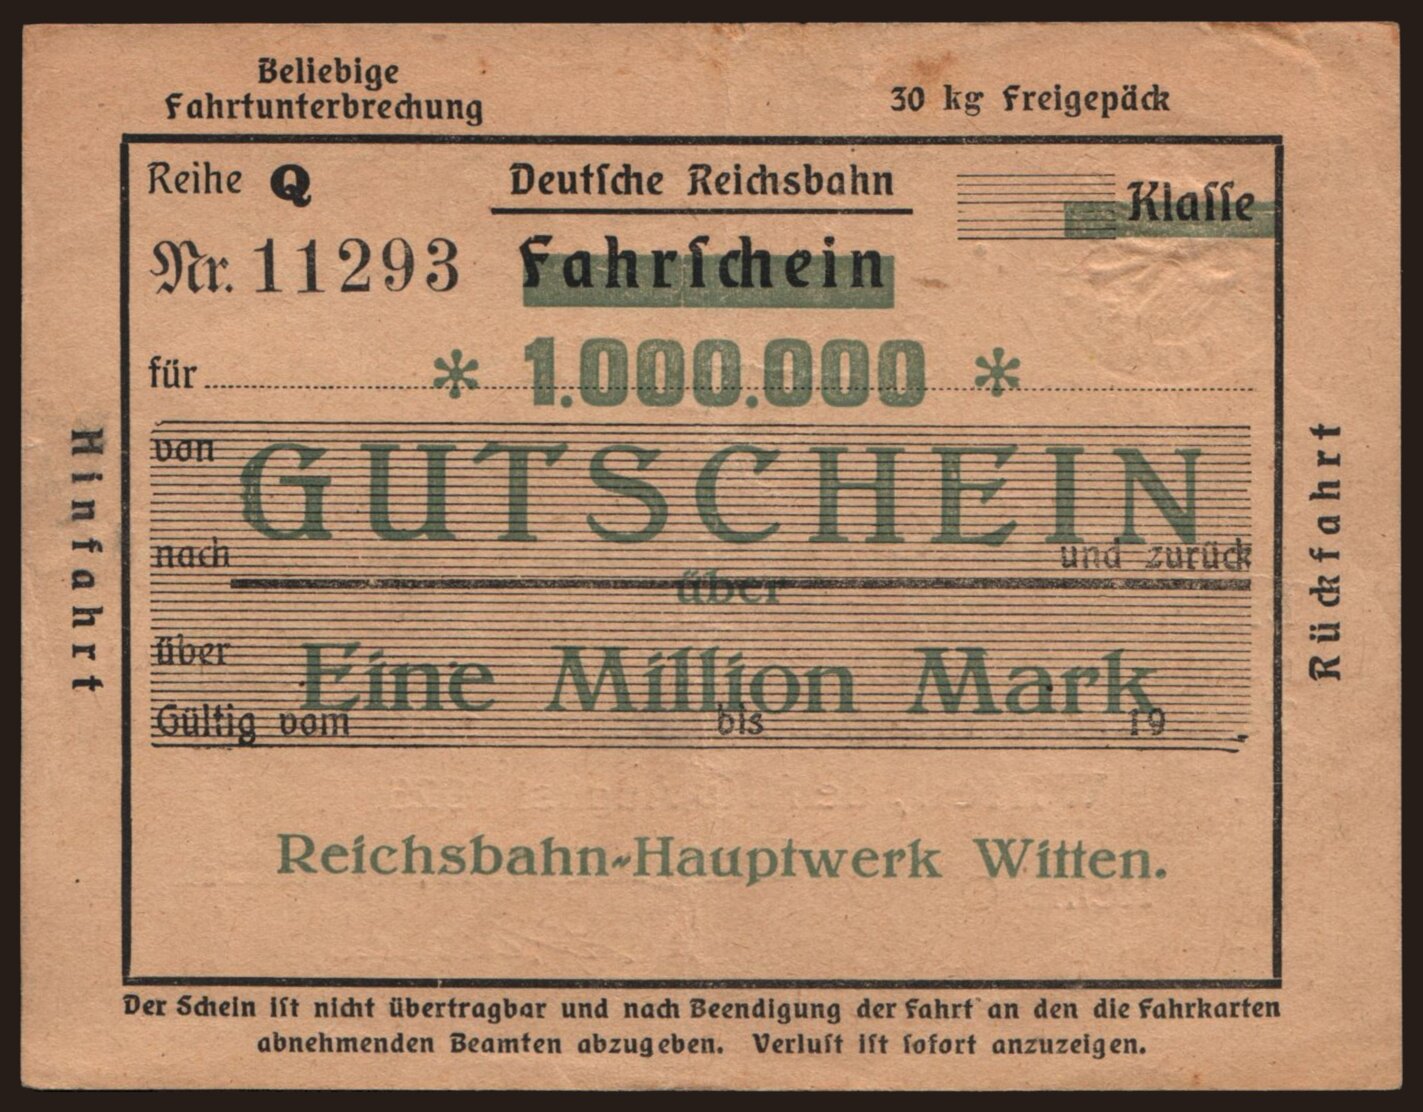 Beliebige
Fahrtunterbrechung
30 kg Freigepäck
Reihe Q
Deutſche Reichsbahn
Klaſſe
Nr. 11293
Fahrſchein
für
* 1.000.000 *
von
GUTSCHEIN
nach
und zurück
über
über
Eine Million Mark
Gültig vom bis 19
Reichsbahn-Hauptwerk Witten.
Hinfahrt
Rückfahrt
Der Schein iſt nicht übertragbar und nach Beendigung der Fahrt an den die Fahrkarten
abnehmenden Beamten abzugeben. Verluſt iſt ſofort anzuzeigen.